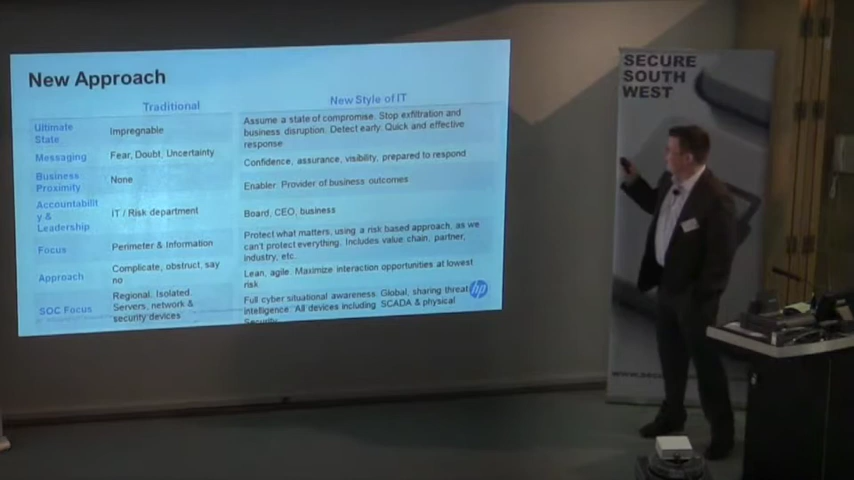 New Approach
Traditional
New Style of IT
Ultimate
State
Impregnable
Assume a state of compromise. Stop exfiltration and
business disruption, Detect early. Quick and effective
response
Messaging
Fear, Doubt, Uncertainty
Confidence, assurance, visibility, prepared to respond
Business
Proximity
None
Enabler. Provider of business outcomes
Accountabilit
y &
Leadership
IT / Risk department
Board, CEO, business
Focus
Perimeter & Information
Protect what matters, using a risk based approach, as we
can't protect everything. Includes value chain, partner,
industry, etc.
Approach
Complicate, obstruct, say
no
Lean, agile. Maximize interaction opportunities at lowest
risk
SOC Focus
Regional. Isolated.
Servers, network &
security devices
Full cyber situational awareness. Global, sharing threat
intelligence. All devices including SCADA & physical
Security
hp
SECURE
SOUTH
WEST
www.secure